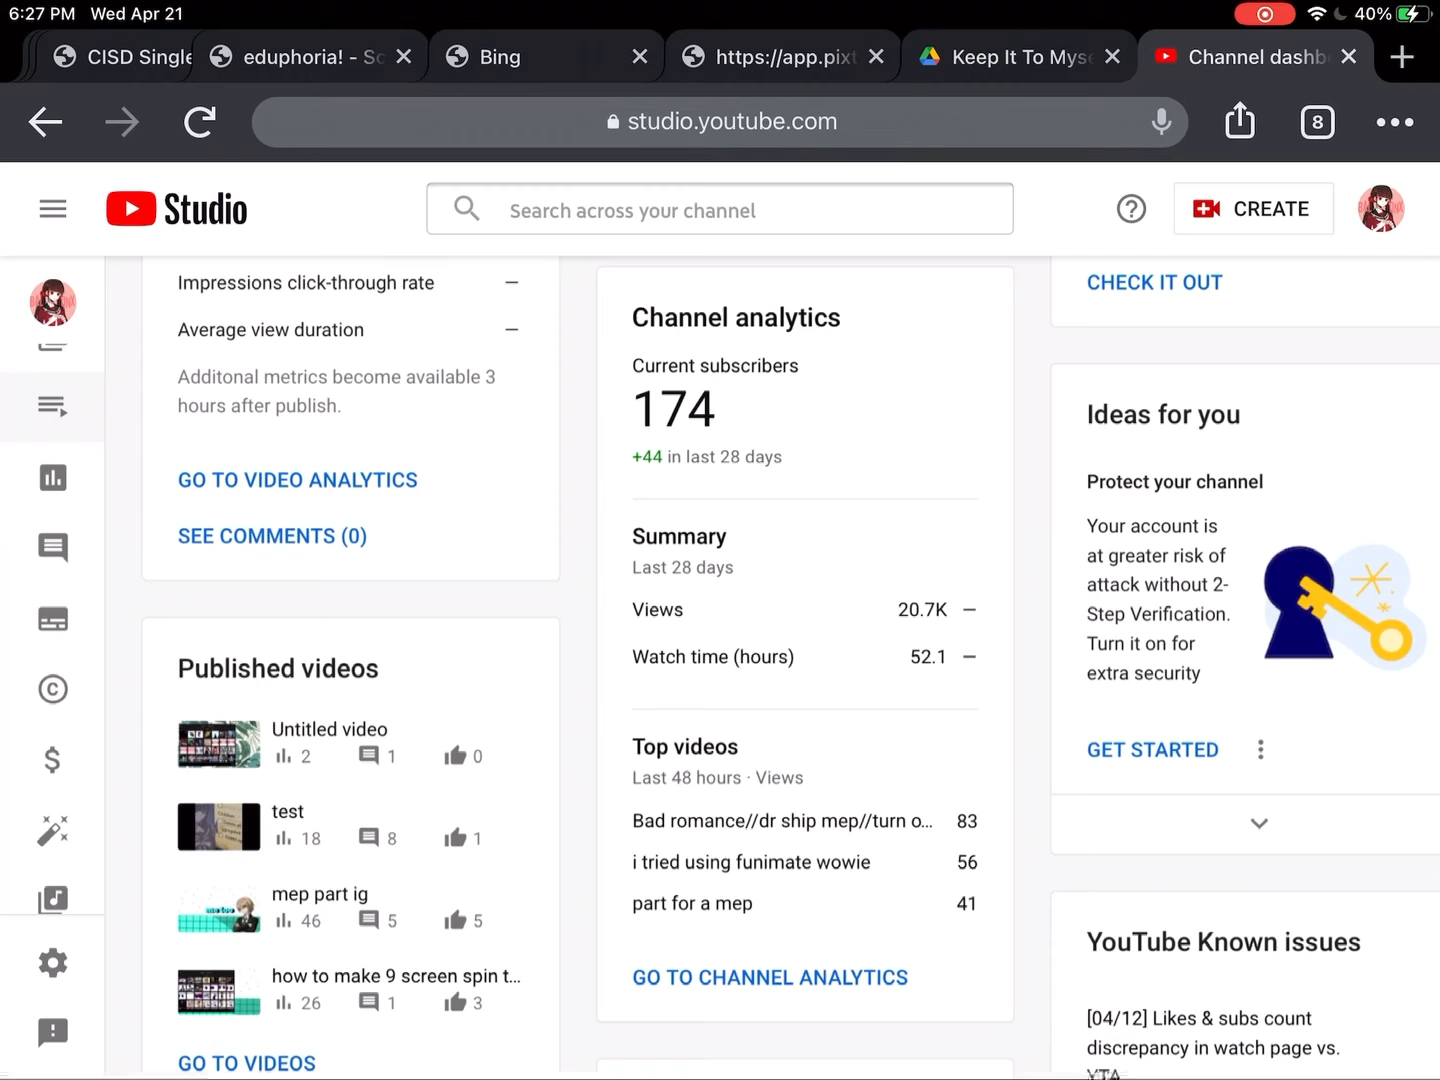 6:27 PM Wed Apr 21
40%
CISD Single
eduphoria! - Sc
Bing
https://app.pixt
Keep It To Myse
Channel dashb
studio.youtube.com
8
Studio
Search across your channel
CREATE
Impressions click-through rate –
Average view duration –
Additonal metrics become available 3
hours after publish.
GO TO VIDEO ANALYTICS
SEE COMMENTS (0)
Published videos
Untitled video
2 1 0
test
18 8 1
mep part ig
46 5 5
how to make 9 screen spin t...
26 1 3
GO TO VIDEOS
Channel analytics
Current subscribers
174
+44 in last 28 days
Summary
Last 28 days
Views 20.7K –
Watch time (hours) 52.1 –
Top videos
Last 48 hours · Views
Bad romance//dr ship mep//turn o... 83
i tried using funimate wowie 56
part for a mep 41
GO TO CHANNEL ANALYTICS
CHECK IT OUT
Ideas for you
Protect your channel
Your account is
at greater risk of
attack without 2-
Step Verification.
Turn it on for
extra security
GET STARTED
YouTube Known issues
[04/12] Likes & subs count
discrepancy in watch page vs.
YTA